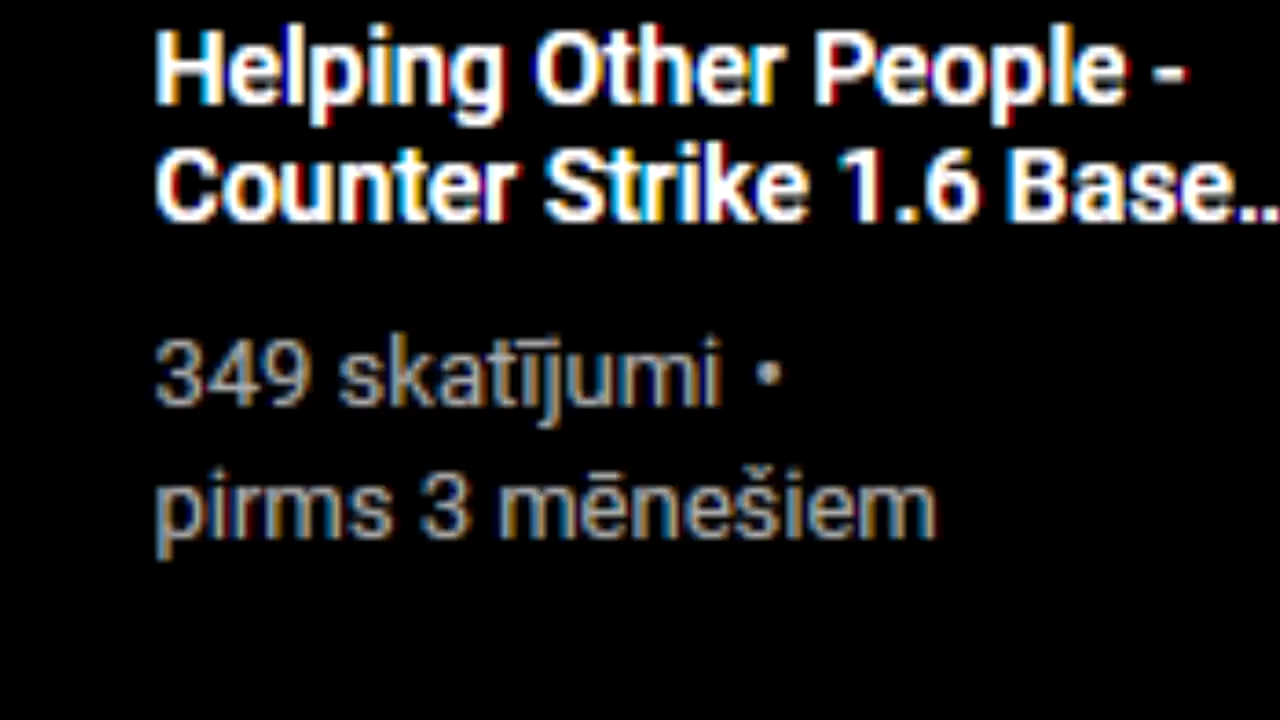 Helping Other People -
Counter Strike 1.6 Base...
349 skatījumi •
pirms 3 mēnešiem